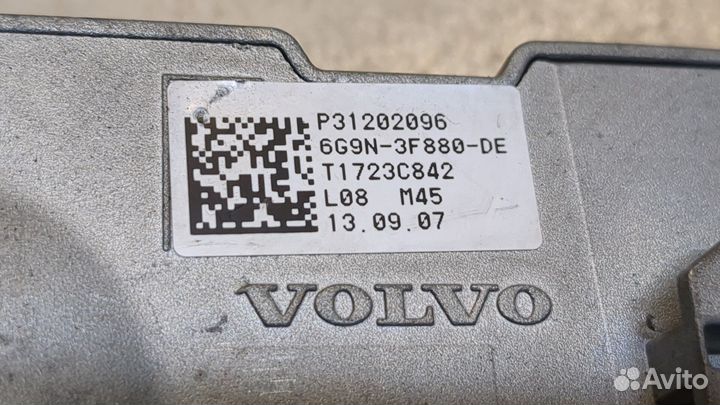 P31202096
6G9N-3F880-DE
T1723C842
L08 M45
13.09.07
VOLVO
Avito